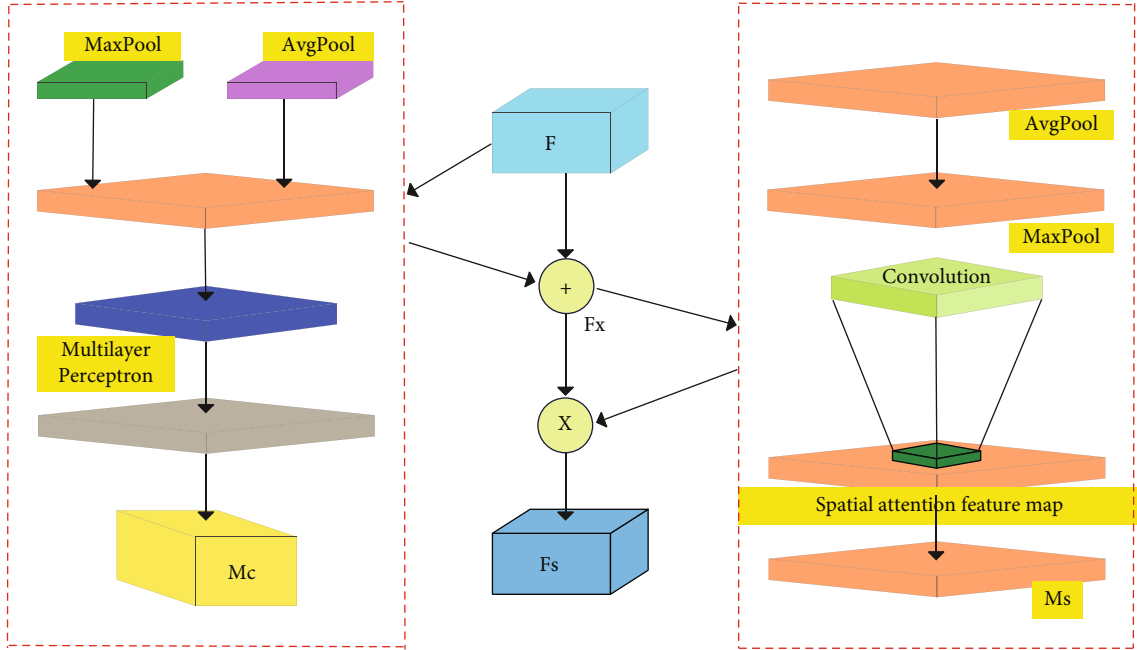 MaxPool
AvgPool
Multilayer
Perceptron
Mc
F
+
Fx
X
Fs
AvgPool
MaxPool
Convolution
Spatial attention feature map
Ms